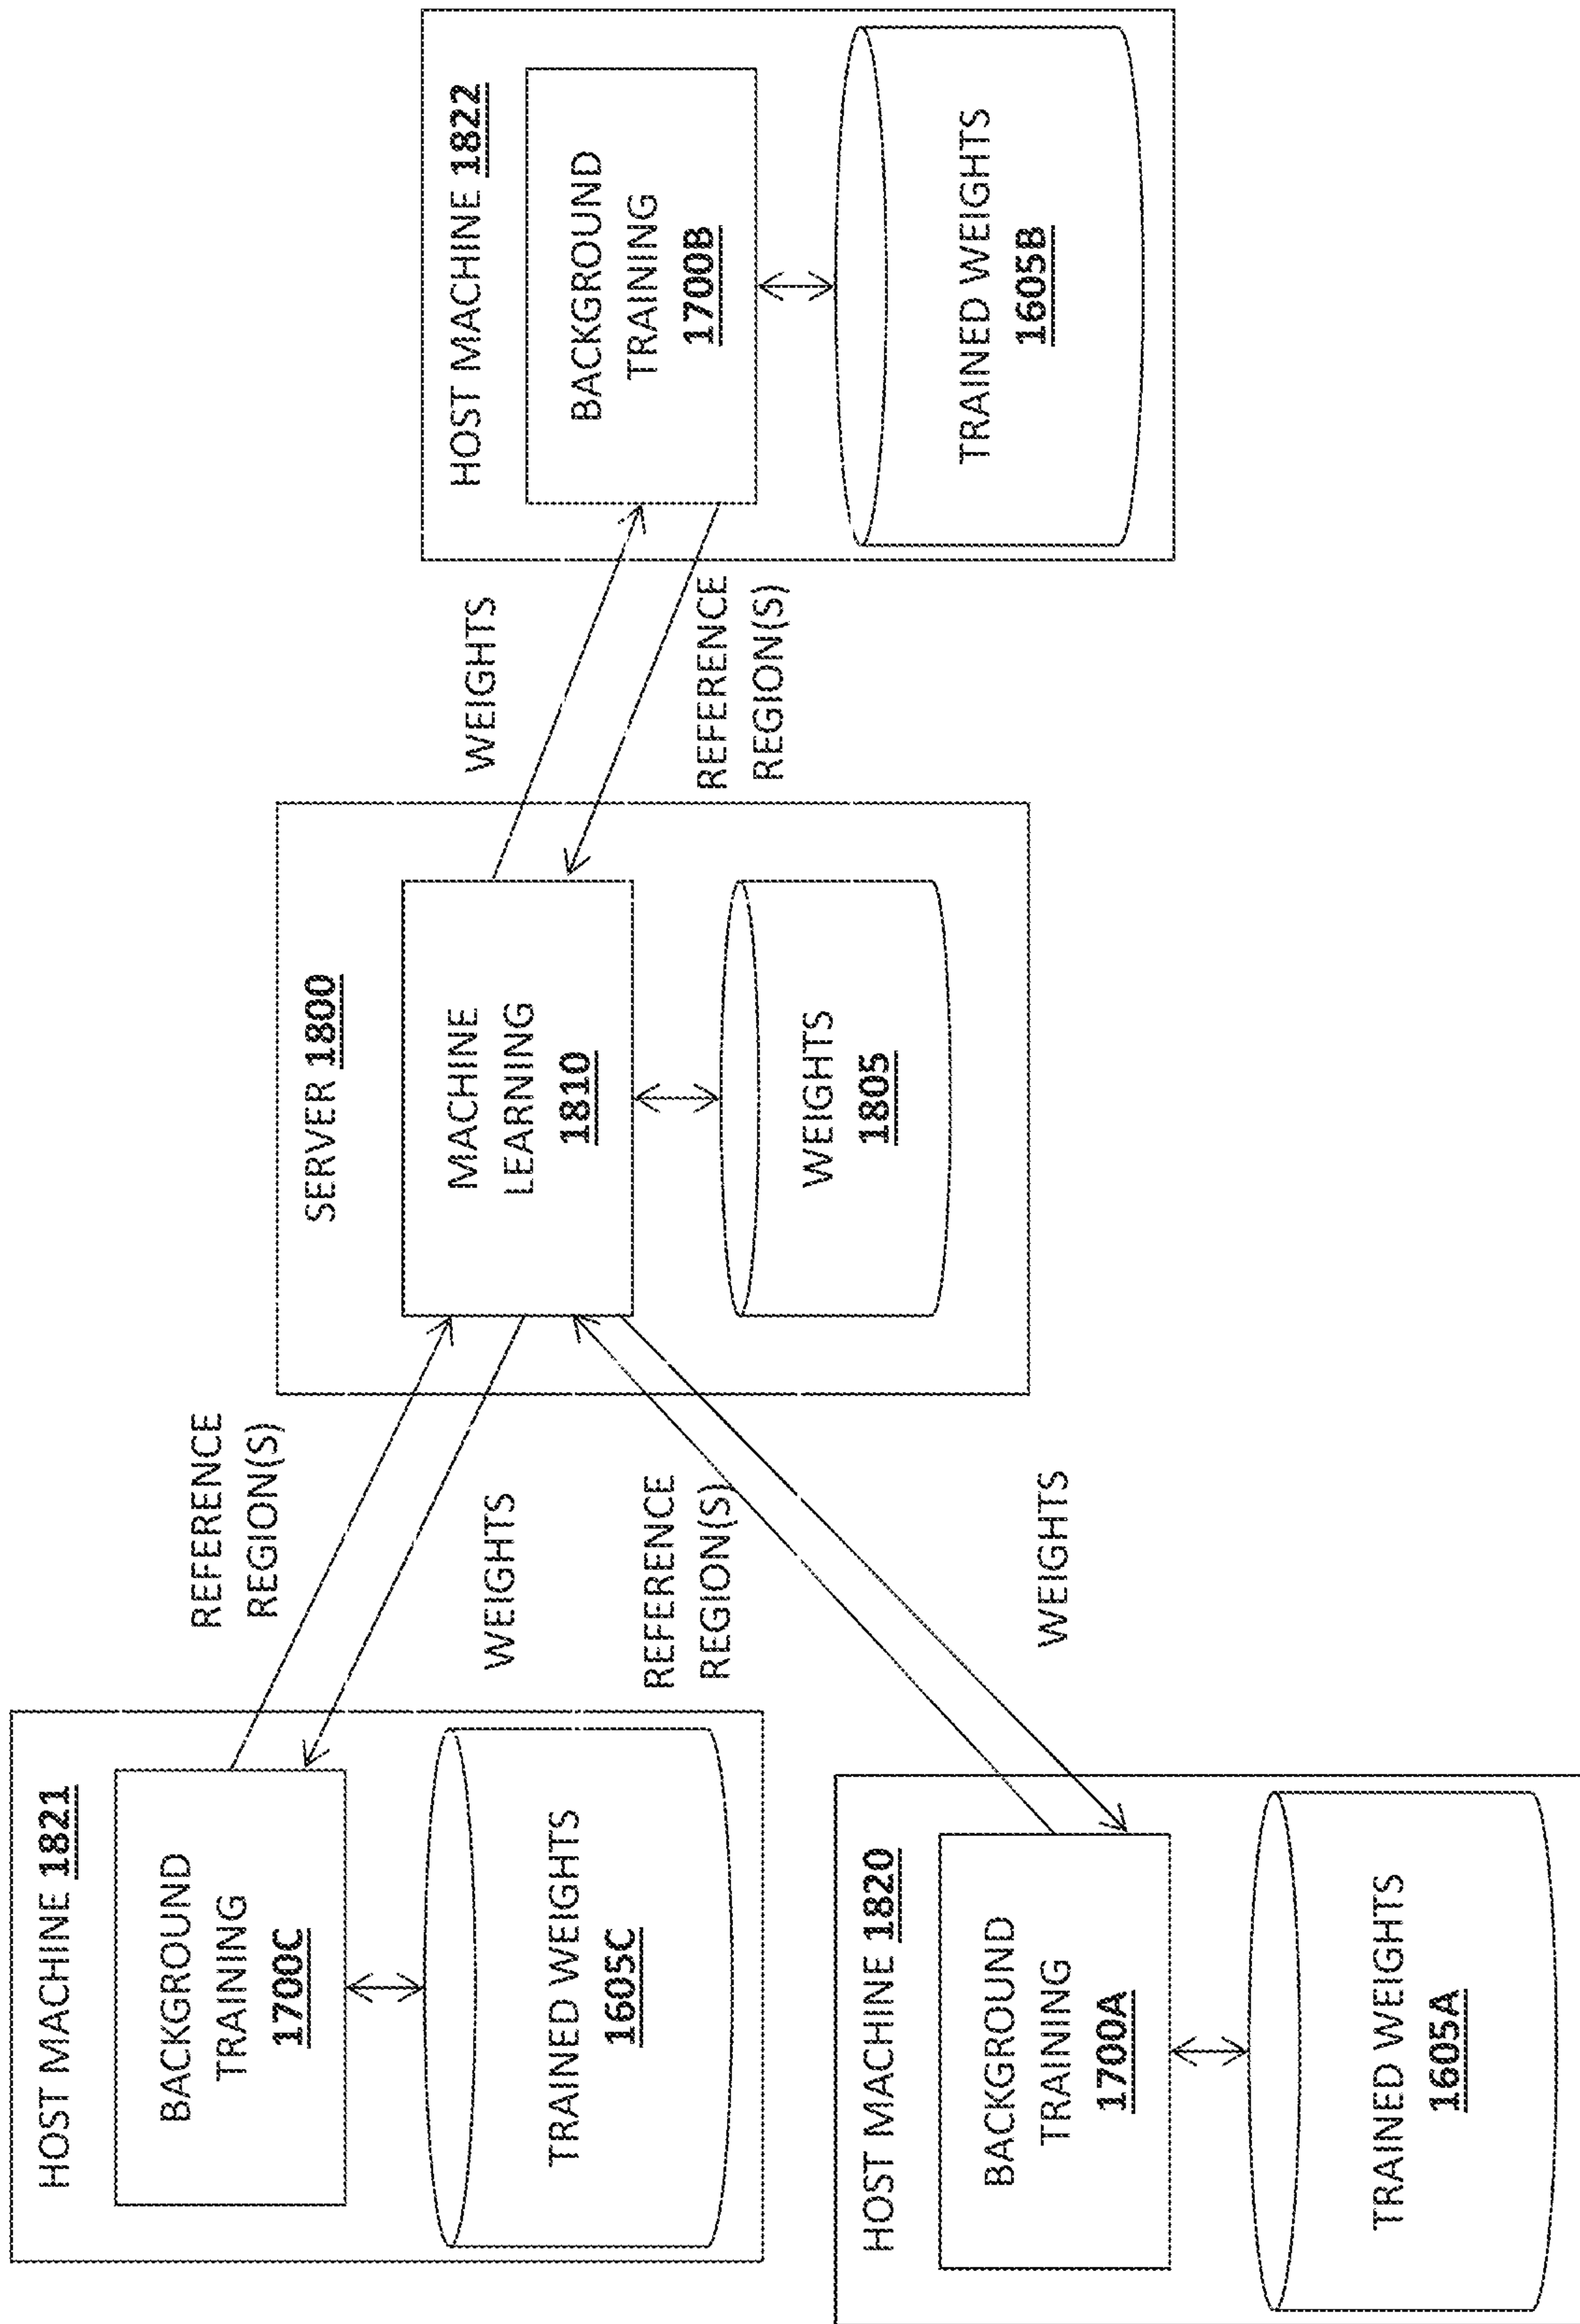 HOST MACHINE 1821
BACKGROUND
TRAINING
1700C
TRAINED WEIGHTS
1605C
REFERENCE
REGION(S)
WEIGHTS
HOST MACHINE 1820
BACKGROUND
TRAINING
1700A
TRAINED WEIGHTS
1605A
REFERENCE
REGION(S)
WEIGHTS
SERVER 1800
MACHINE
LEARNING
1810
WEIGHTS
1805
WEIGHTS
REFERENCE
REGION(S)
HOST MACHINE 1822
BACKGROUND
TRAINING
1700B
TRAINED WEIGHTS
1605B